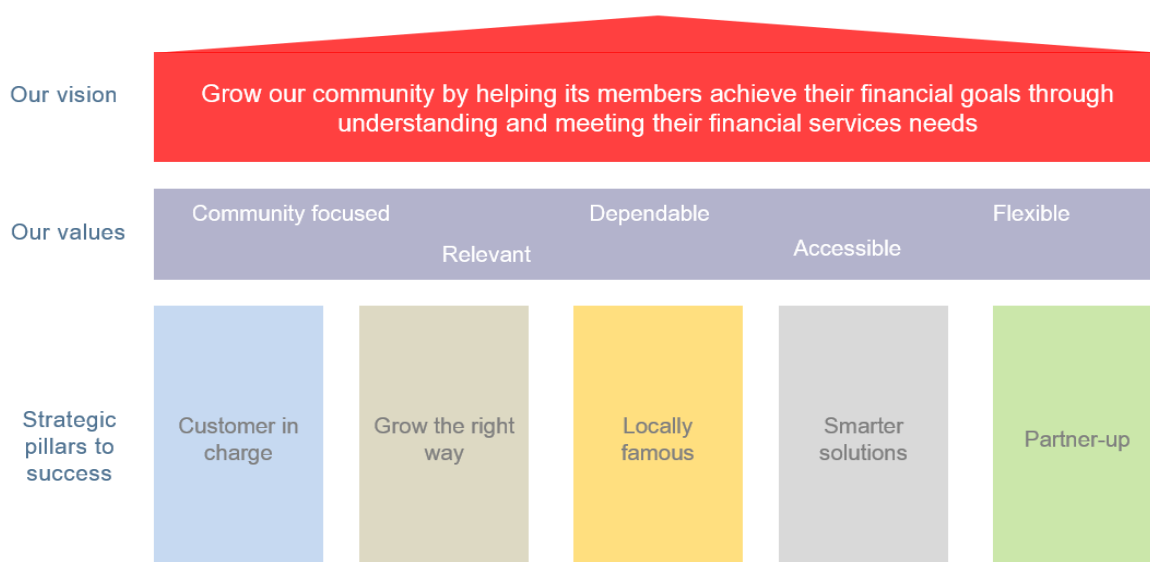 Our vision
Grow our community by helping its members achieve their financial goals through
understanding and meeting their financial services needs
Our values
Community focused
Dependable
Flexible
Relevant
Accessible
Strategic
pillars to
success
Customer in
charge
Grow the right
way
Locally
famous
Smarter
solutions
Partner-up